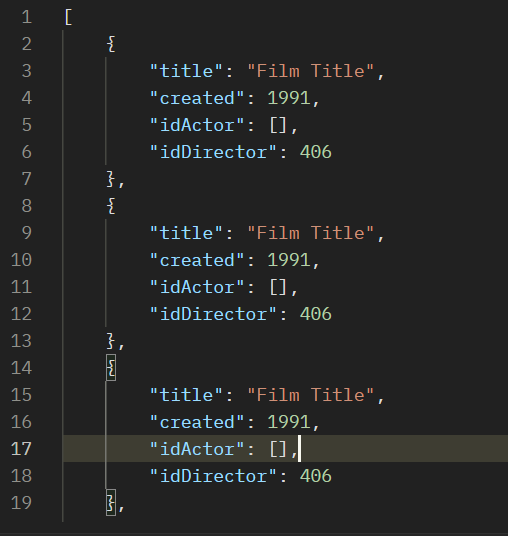 1 [
2 {
3 "title": "Film Title",
4 "created": 1991,
5 "idActor": [],
6 "idDirector": 406
7 },
8 {
9 "title": "Film Title",
10 "created": 1991,
11 "idActor": [],
12 "idDirector": 406
13 },
14 {
15 "title": "Film Title",
16 "created": 1991,
17 "idActor": [],
18 "idDirector": 406
19 },